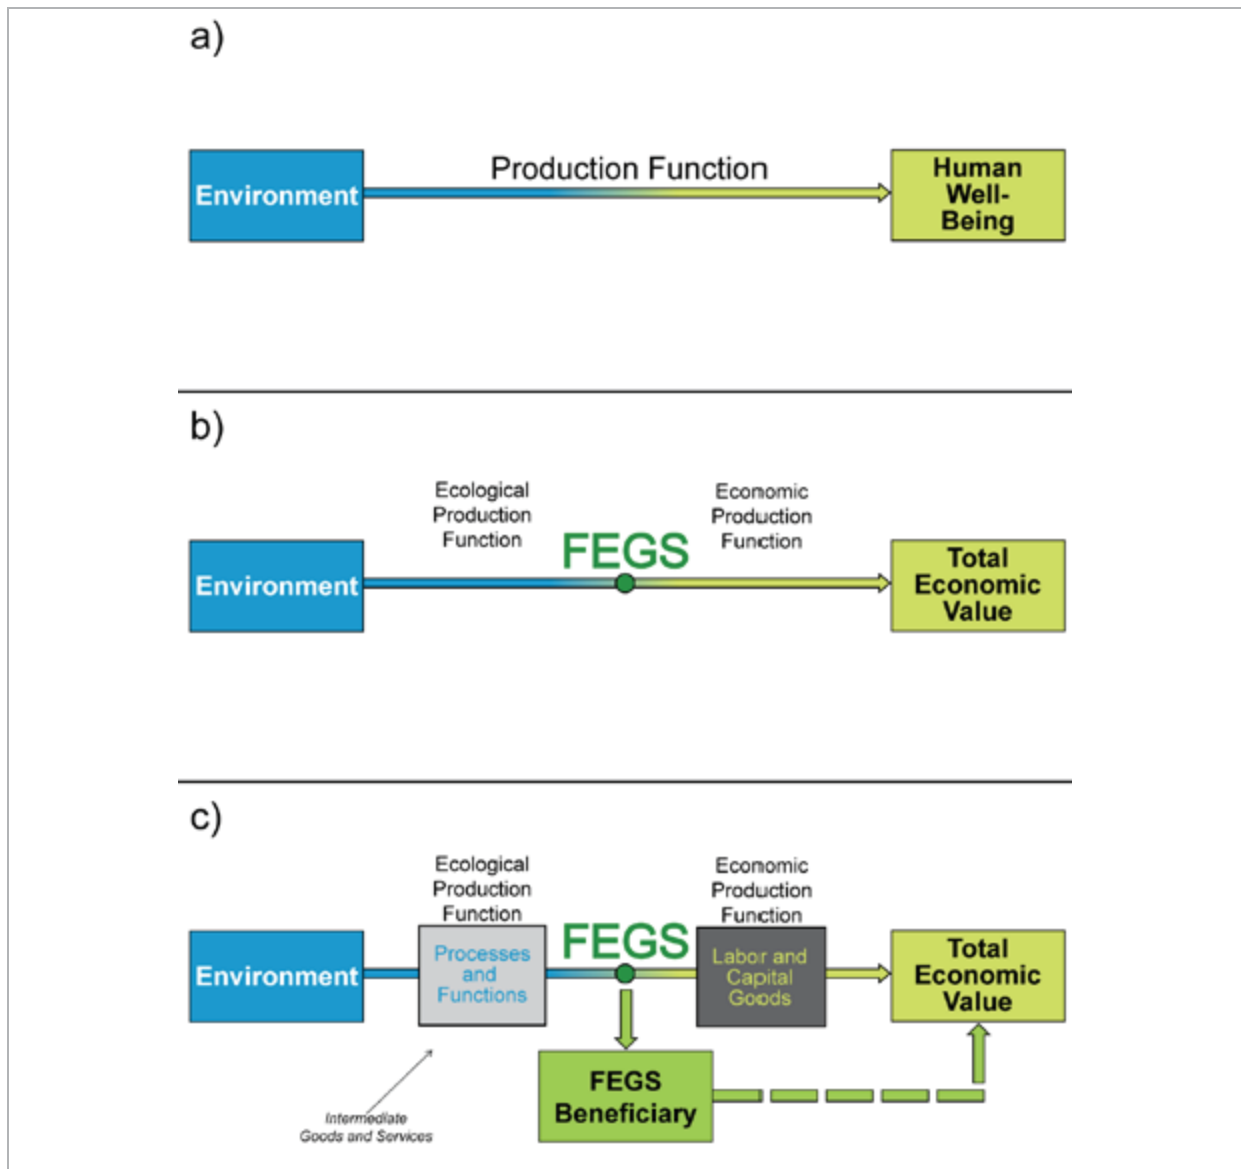 a)
Production Function
Environment
Human
Well-
Being
b)
Ecological
Production
Function
FEGS
Economic
Production
Function
Environment
Total
Economic
Value
c)
Ecological
Production
Function
FEGS
Economic
Production
Function
Environment
Processes
and
Functions
Labor and
Capital
Goods
Total
Economic
Value
Intermediate
Goods and Services
FEGS
Beneficiary